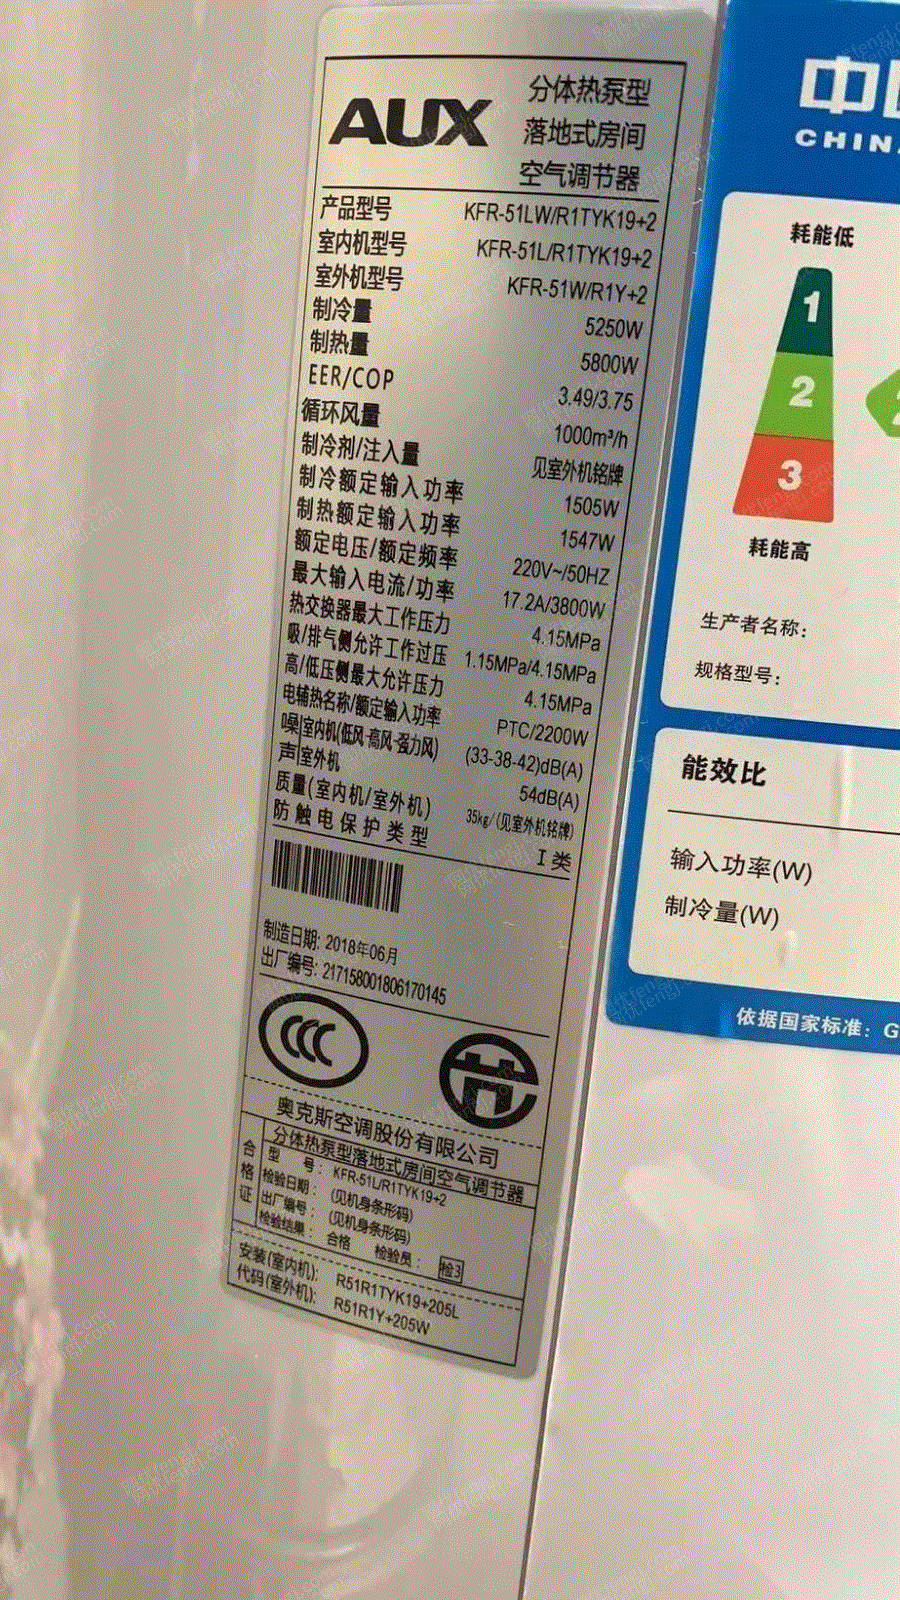 AUX
分体热泵型
落地式房间
空气调节器
产品型号 KFR-51LW/R1TYK19+2
室内机型号 KFR-51L/R1TYK19+2
室外机型号 KFR-51W/R1Y+2
制冷量 5250W
制热量 5800W
EER/COP 3.49/3.75
循环风量 1000m³/h
制冷剂/注入量 见室外机铭牌
制冷额定输入功率 1505W
制热额定输入功率 1547W
额定电压/额定频率 220V~/50HZ
最大输入电流/功率 17.2A/3800W
热交换器最大工作压力 4.15MPa
吸/排气侧允许工作过压 1.15MPa/4.15MPa
高/低压侧最大允许压力 4.15MPa
电辅热名称/额定输入功率 PTC/2200W
噪 室内机(低风-高风-强力风) (33-38-42)dB(A)
声 室外机 54dB(A)
质量(室内机/室外机) 35kg/(见室外机铭牌)
防触电保护类型 I类
制造日期: 2018年06月
出厂编号: 217158001806170145
CCC
节
奥克斯空调股份有限公司
合格证
分体热泵型落地式房间空气调节器
型 号: KFR-51L/R1TYK19+2
检验日期: (见机身条形码)
出厂编号: (见机身条形码)
检验结果: 合格 检验员: 检3
安装(室内机): R51R1TYK19+205L
代码(室外机): R51R1Y+205W
中
CHINA
耗能低
1
2
3
耗能高
2
生产者名称:
规格型号:
能效比
输入功率(W)
制冷量(W)
依据国家标准: G